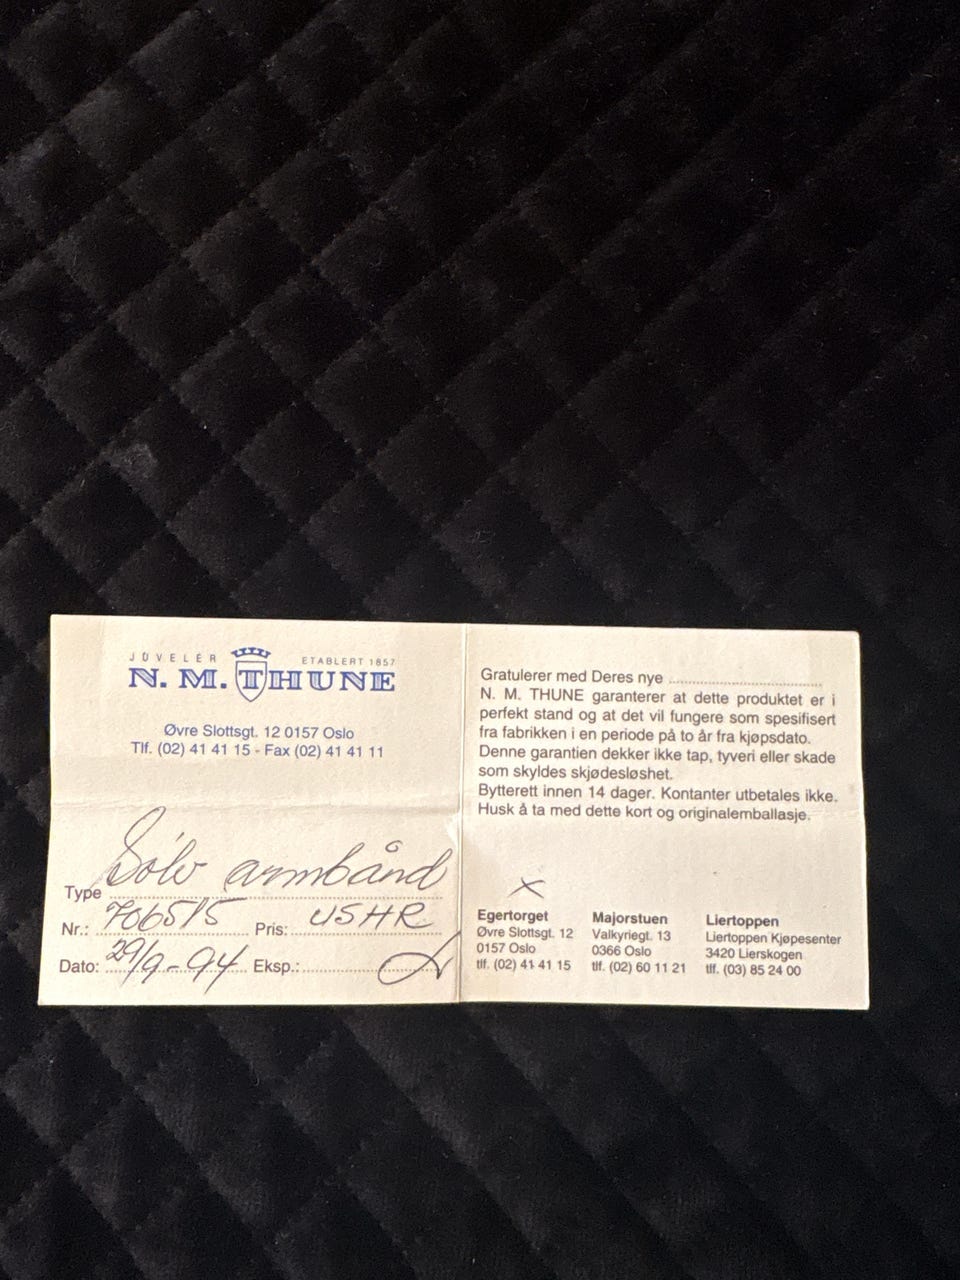 JUVELÉR ETABLERT 1857
N. M. THUNE
Øvre Slottsgt. 12 0157 Oslo
Tlf. (02) 41 41 15 - Fax (02) 41 41 11
Type Sølv armbånd
Nr.: 706515 Pris: USHR
Dato: 29/9-94 Eksp.:
Gratulerer med Deres nye
N. M. THUNE garanterer at dette produktet er i
perfekt stand og at det vil fungere som spesifisert
fra fabrikken i en periode på to år fra kjøpsdato.
Denne garantien dekker ikke tap, tyveri eller skade
som skyldes skjødesløshet.
Bytterett innen 14 dager. Kontanter utbetales ikke.
Husk å ta med dette kort og originalemballasje.
X
Egertorget
Øvre Slottsgt. 12
0157 Oslo
tlf. (02) 41 41 15
Majorstuen
Valkyriegt. 13
0366 Oslo
tlf. (02) 60 11 21
Liertoppen
Liertoppen Kjøpesenter
3420 Lierskogen
tlf. (03) 85 24 00